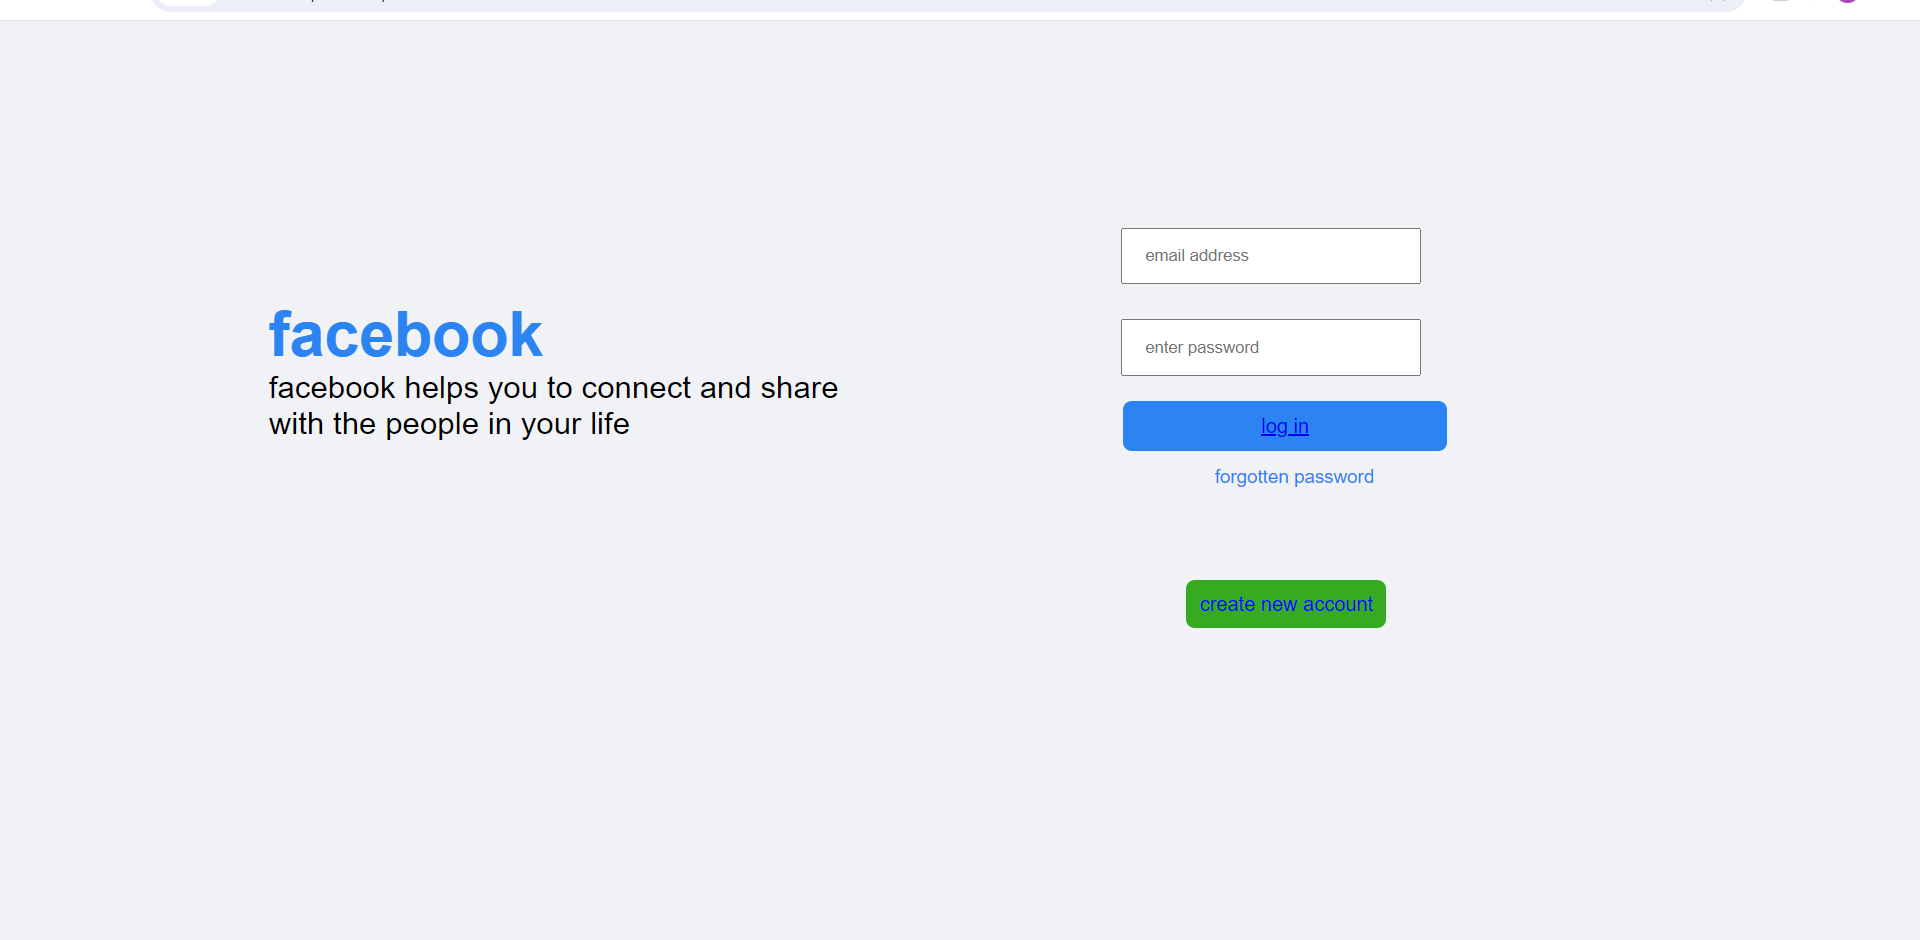 facebook
facebook helps you to connect and share
with the people in your life
email address
enter password
log in
forgotten password
create new account